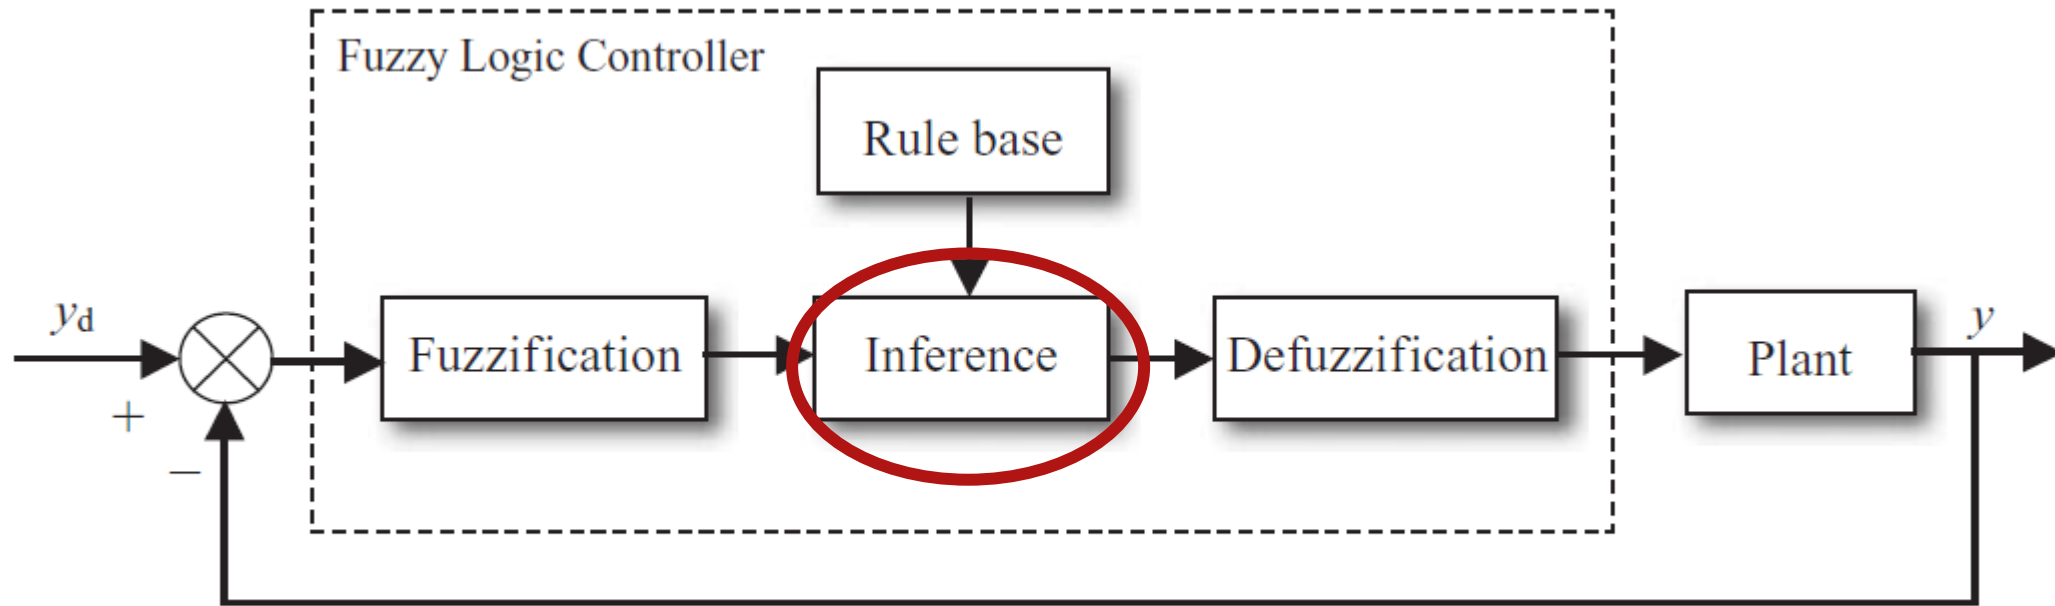 Fuzzy Logic Controller
Rule base
yd
+
−
Fuzzification
Inference
Defuzzification
Plant
y